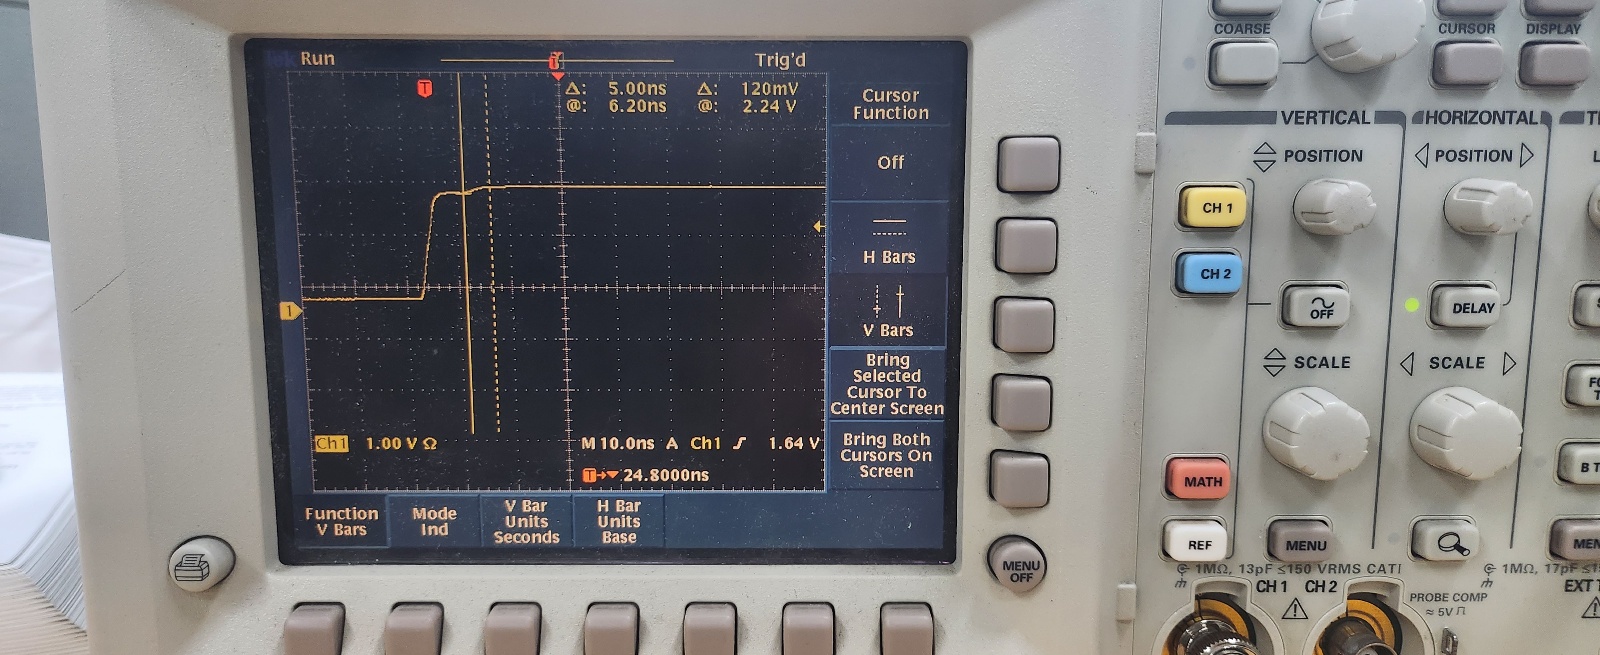 Tek Run
Trig'd
T
T
Δ: 5.00ns Δ: 120mV
@: 6.20ns @: 2.24 V
1
Ch1 1.00 V Ω
M 10.0ns A Ch1 1.64 V
T 24.8000ns
Cursor
Function
Off
H Bars
V Bars
Bring
Selected
Cursor To
Center Screen
Bring Both
Cursors On
Screen
Function
V Bars
Mode
Ind
V Bar
Units
Seconds
H Bar
Units
Base
MENU
OFF
COARSE
CURSOR
DISPLAY
VERTICAL
HORIZONTAL
POSITION
POSITION
CH 1
CH 2
OFF
DELAY
SCALE
SCALE
MATH
B T
REF
MENU
1MΩ, 13pF ≤150 VRMS CAT I
1MΩ, 17pF
CH 1 CH 2
PROBE COMP
≈ 5V
EXT